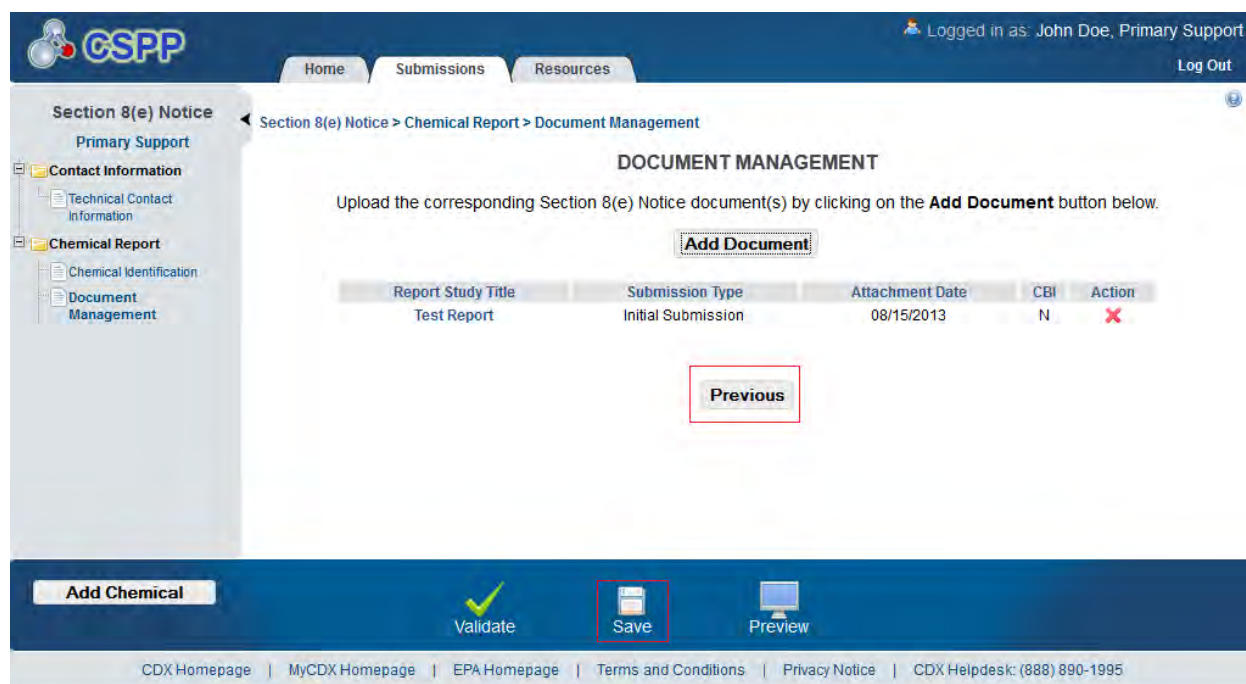 CSPP
Logged in as: John Doe, Primary Support
Home Submissions Resources
Log Out
Section 8(e) Notice
Primary Support
Contact Information
Technical Contact
Information
Chemical Report
Chemical Identification
Document
Management
Section 8(e) Notice > Chemical Report > Document Management
DOCUMENT MANAGEMENT
Upload the corresponding Section 8(e) Notice document(s) by clicking on the Add Document button below.
Add Document
Report Study Title Submission Type Attachment Date CBI Action
Test Report Initial Submission 08/15/2013 N
Previous
Add Chemical
Validate Save Preview
CDX Homepage | MyCDX Homepage | EPA Homepage | Terms and Conditions | Privacy Notice | CDX Helpdesk: (888) 890-1995